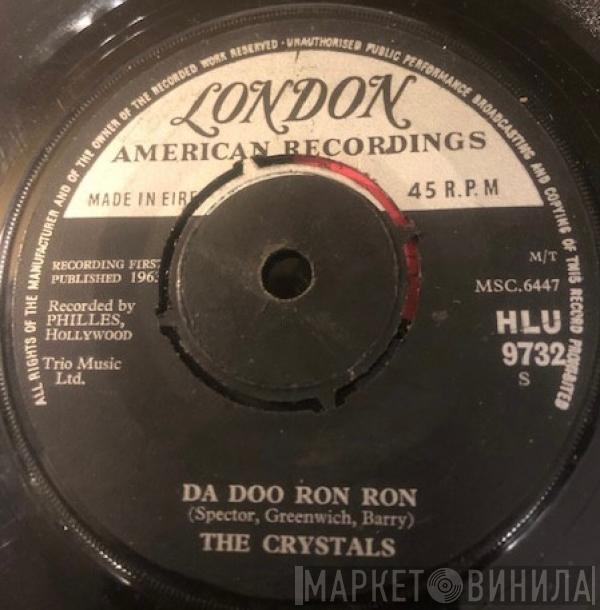 ALL RIGHTS OF THE MANUFACTURER AND OF THE OWNER OF THE RECORDED WORK RESERVED · UNAUTHORISED PUBLIC PERFORMANCE BROADCASTING AND COPYING OF THIS RECORD PROHIBITED
LONDON
AMERICAN RECORDINGS
MADE IN EIRE
45 R.P.M
RECORDING FIRST
PUBLISHED 1963
Recorded by
PHILLES,
HOLLYWOOD
Trio Music
Ltd.
M/T
MSC.6447
HLU
9732
S
DA DOO RON RON
(Spector, Greenwich, Barry)
THE CRYSTALS
МАРКЕТ ВИНИЛА